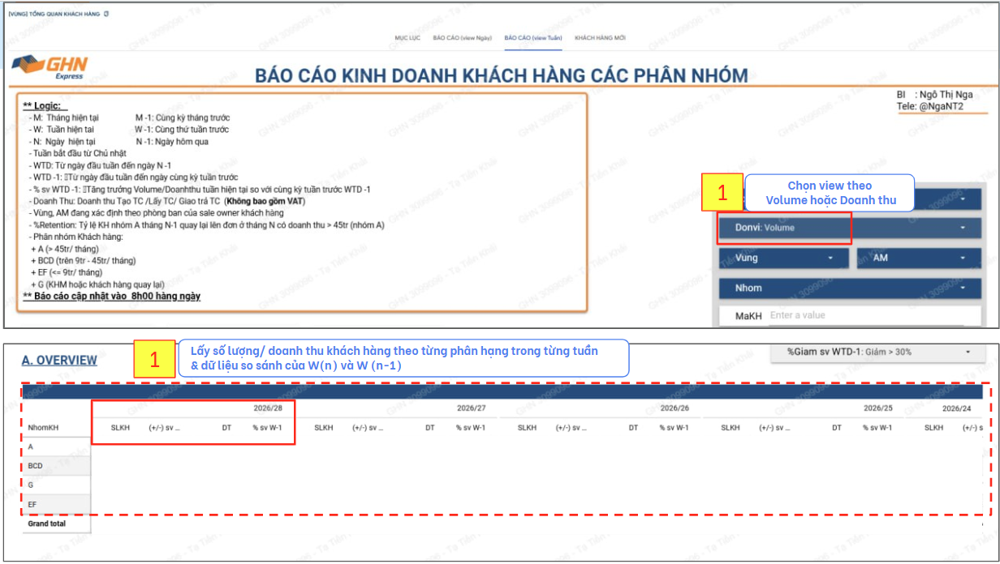 [VÙNG] TỔNG QUAN KHÁCH HÀNG
MỤC LỤC BÁO CÁO (view Ngày) BÁO CÁO (view Tuần) KHÁCH HÀNG MỚI
GHN
Express
BÁO CÁO KINH DOANH KHÁCH HÀNG CÁC PHÂN NHÓM
BI : Ngô Thị Nga
Tele: @NgaNT2
** Logic:
- M: Tháng hiện tại M -1: Cùng kỳ tháng trước
- W: Tuần hiện tai W -1: Cùng thứ tuần trước
- N: Ngày hiện tại N -1: Ngày hôm qua
- Tuần bắt đầu từ Chủ nhật
- WTD: Từ ngày đầu tuần đến ngày N -1
- WTD -1: Từ ngày đầu tuần đến ngày cùng kỳ tuần trước
- % sv WTD -1: Tăng trưởng Volume/Doanhthu tuần hiện tại so với cùng kỳ tuần trước WTD -1
- Doanh Thu: Doanh thu Tạo TC /Lấy TC/ Giao trả TC (Không bao gồm VAT)
- Vùng, AM đang xác định theo phòng ban của sale owner khách hàng
- %Retention: Tỷ lệ KH nhóm A tháng N-1 quay lại lên đơn ở tháng N có doanh thu > 45tr (nhóm A)
- Phân nhóm Khách hàng:
+ A (> 45tr/ tháng)
+ BCD (trên 9tr - 45tr/ tháng)
+ EF (<= 9tr/ tháng)
+ G (KHM hoặc khách hàng quay lại)
** Báo cáo cập nhật vào 8h00 hàng ngày
1
Chọn view theo
Volume hoặc Doanh thu
Donvi: Volume
Vung AM
Nhom
MaKH Enter a value
A. OVERVIEW
1
Lấy số lượng/ doanh thu khách hàng theo từng phân hạng trong từng tuần
& dữ liệu so sánh của W(n) và W (n-1)
%Giam sv WTD-1: Giảm > 30%
2026/28 2026/27 2026/26 2026/25 2026/24
NhomKH SLKH (+/-) sv ... DT % sv W-1 SLKH (+/-) sv ... DT % sv W-1 SLKH (+/-) sv ... DT % sv W-1 SLKH (+/-) sv ... DT % sv W-1 SLKH (+/-) s
A
BCD
G
EF
Grand total
GHN 3099096 - Tạ Tiến Khải